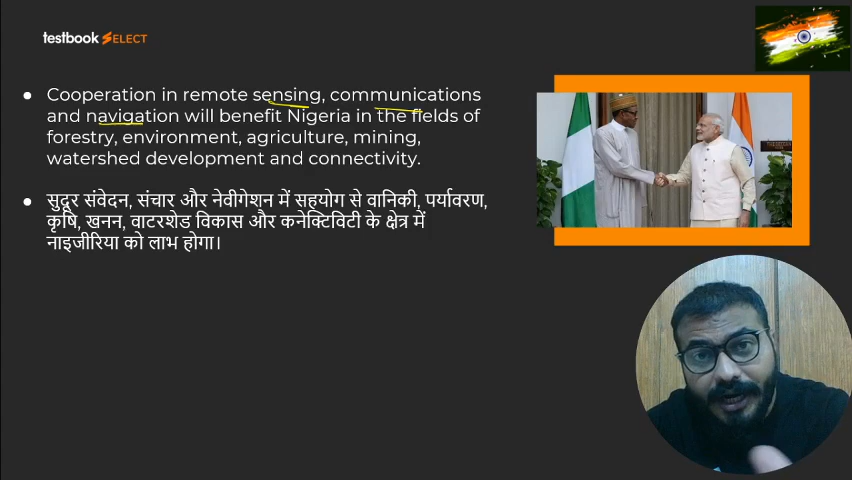 testbook SELECT
Cooperation in remote sensing, communications
and navigation will benefit Nigeria in the fields of
forestry, environment, agriculture, mining,
watershed development and connectivity.
सुदूर संवेदन, संचार और नेवीगेशन में सहयोग से वानिकी, पर्यावरण,
कृषि, खनन, वाटरशेड विकास और कनेक्टिविटी के क्षेत्र में
नाइजीरिया को लाभ होगा।